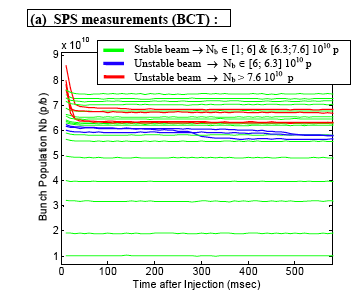 (a) SPS measurements (BCT) :
x 10^10
Stable beam → Nb ∈ [1; 6] & [6.3;7.6] 10^10 p
Unstable beam → Nb ∈ [6; 6.3] 10^10 p
Unstable beam → Nb > 7.6 10^10 p
9
8
7
6
5
4
3
2
1
Bunch Population Nb (p/b)
0 100 200 300 400 500
Time after Injection (msec)